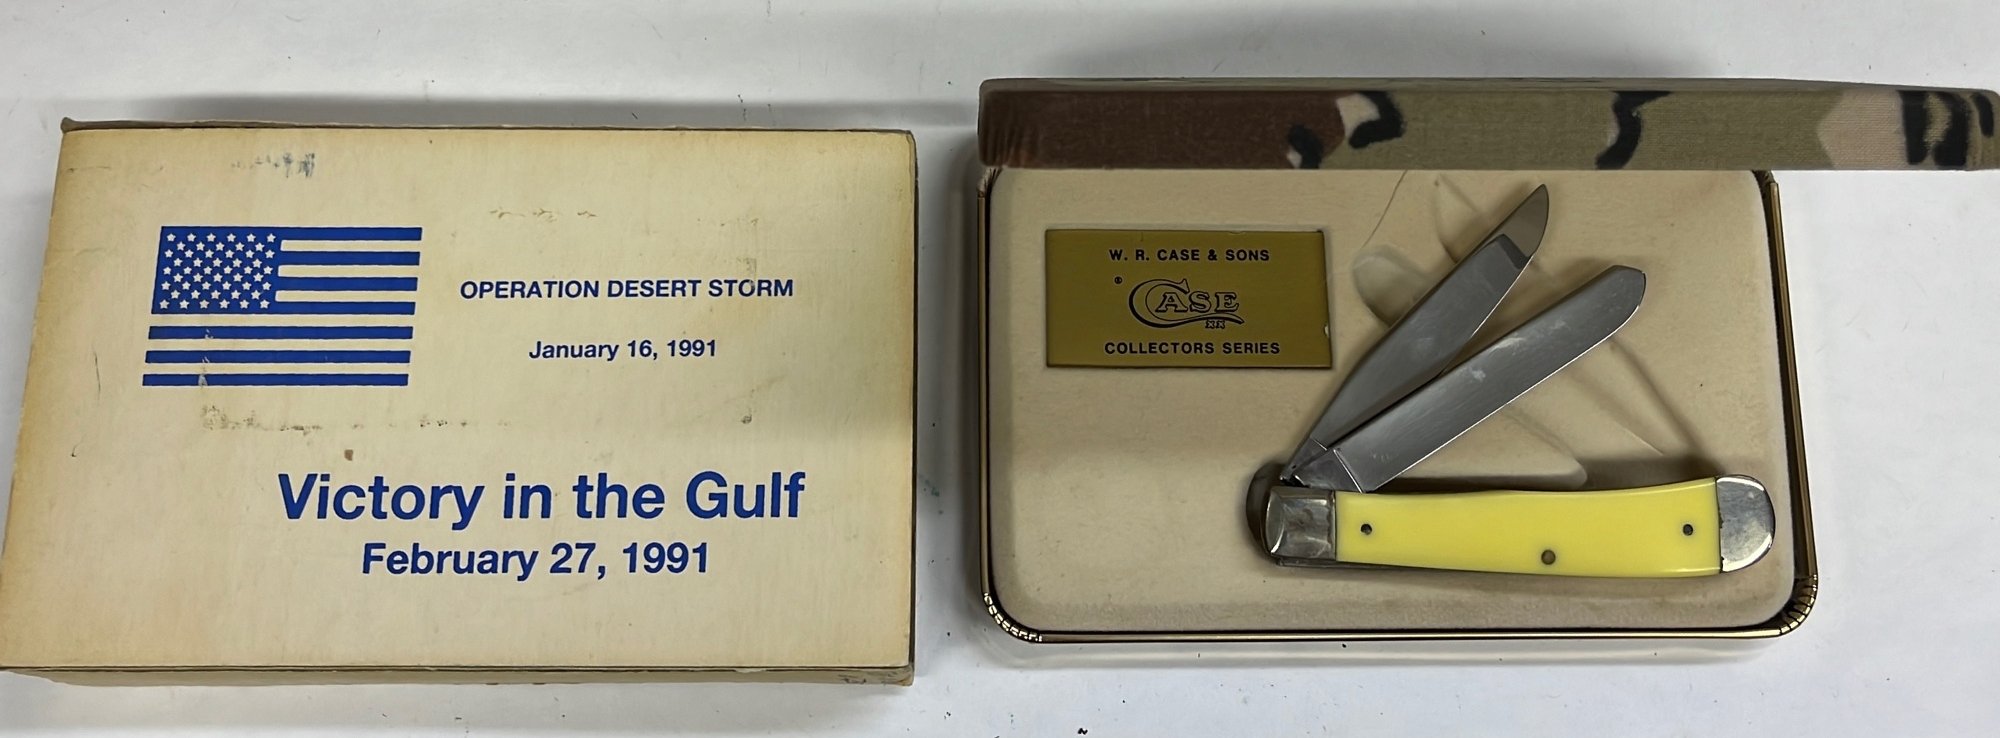 OPERATION DESERT STORM
January 16, 1991
Victory in the Gulf
February 27, 1991
W. R. CASE & SONS
® CASE
XX
COLLECTORS SERIES